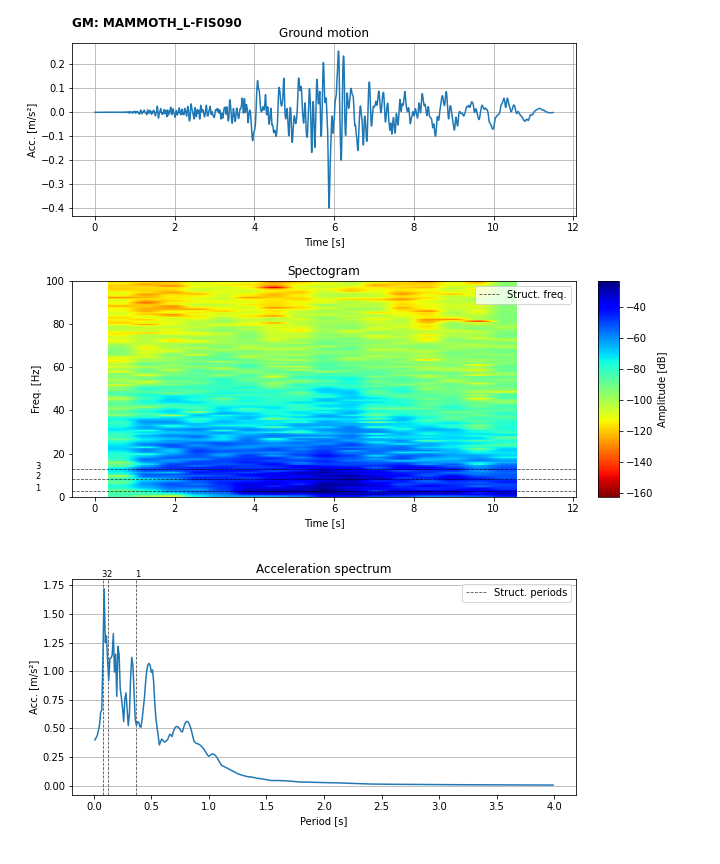 GM: MAMMOTH_L-FIS090
Ground motion
0.2
0.1
0.0
−0.1
−0.2
−0.3
−0.4
Acc. [m/s²]
0 2 4 6 8 10 12
Time [s]
Spectogram
Struct. freq.
100
80
60
40
20
0
3
2
1
Freq. [Hz]
0 2 4 6 8 10 12
Time [s]
−40
−60
−80
−100
−120
−140
−160
Amplitude [dB]
Acceleration spectrum
32 1
Struct. periods
1.75
1.50
1.25
1.00
0.75
0.50
0.25
0.00
Acc. [m/s²]
0.0 0.5 1.0 1.5 2.0 2.5 3.0 3.5 4.0
Period [s]